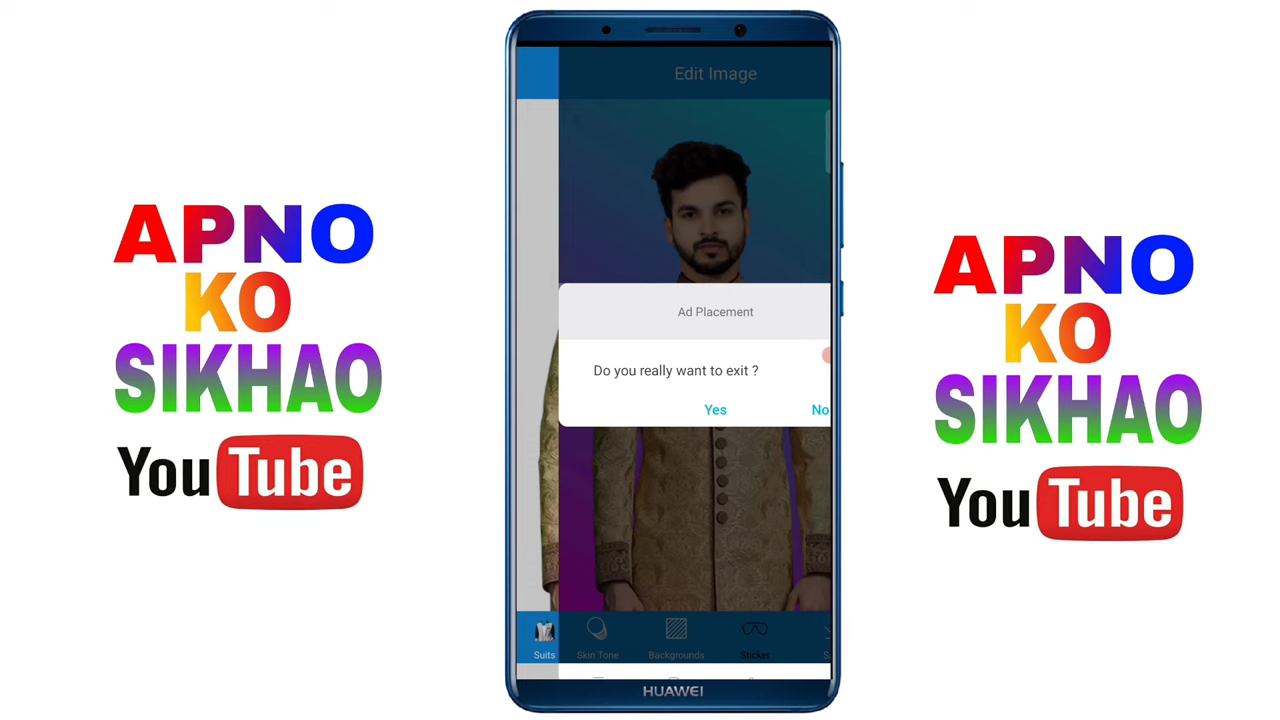 APNO
KO
SIKHAO
YouTube
Edit Image
Ad Placement
Do you really want to exit ?
Yes
No
Suits
Skin Tone
Backgrounds
Sticker
HUAWEI
APNO
KO
SIKHAO
YouTube